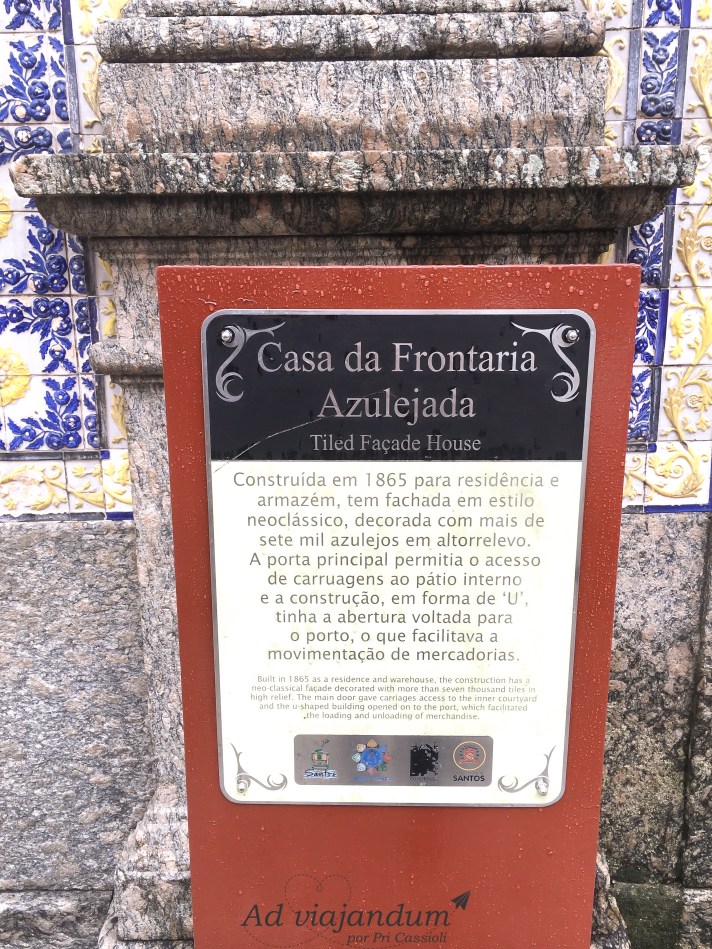 Casa da Frontaria
Azulejada
Tiled Façade House
Construída em 1865 para residência e
armazém, tem fachada em estilo
neoclássico, decorada com mais de
sete mil azulejos em altorrelevo.
A porta principal permitia o acesso
de carruagens ao pátio interno
e a construção, em forma de ‘U’,
tinha a abertura voltada para
o porto, o que facilitava a
movimentação de mercadorias.
Built in 1865 as a residence and warehouse, the construction has a
neo-classical façade decorated with more than seven thousand tiles in
high relief. The main door gave carriages access to the inner courtyard
and the u-shaped building opened on to the port, which facilitated
the loading and unloading of merchandise.
SANTOS
Ad viajandum
por Pri Cassioli